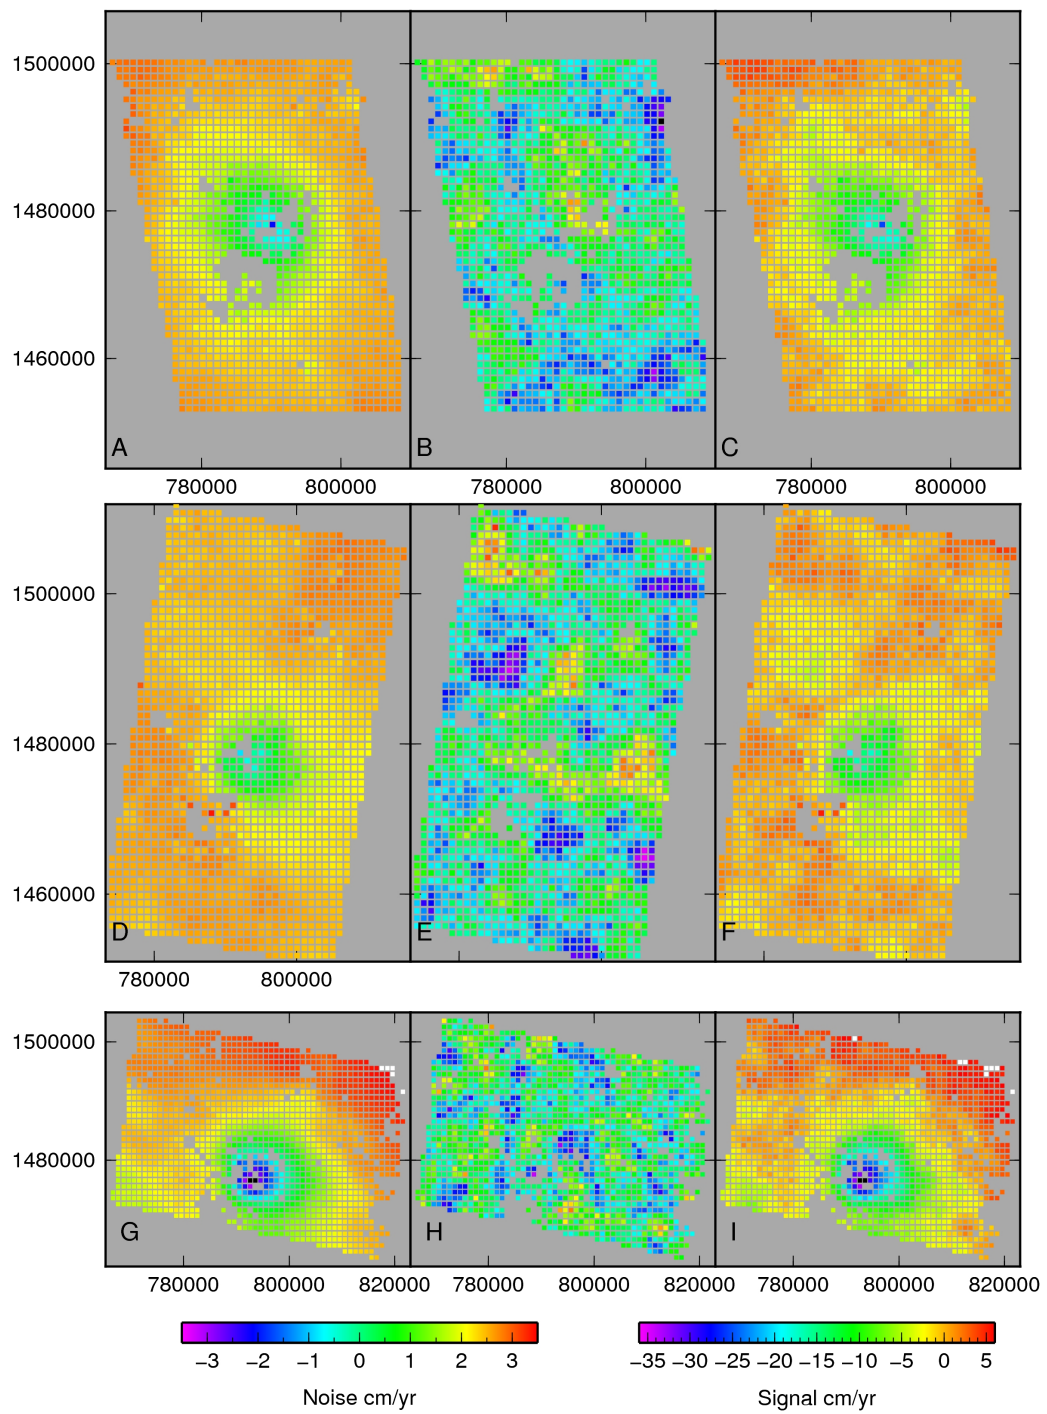 1500000
1480000
1460000
A B C
780000 800000 780000 800000 780000 800000
1500000
1480000
1460000
D E F
780000 800000
1500000
1480000
G H I
780000 800000 820000 780000 800000 820000 780000 800000 820000
−3 −2 −1 0 1 2 3 −35 −30 −25 −20 −15 −10 −5 0 5
Noise cm/yr Signal cm/yr